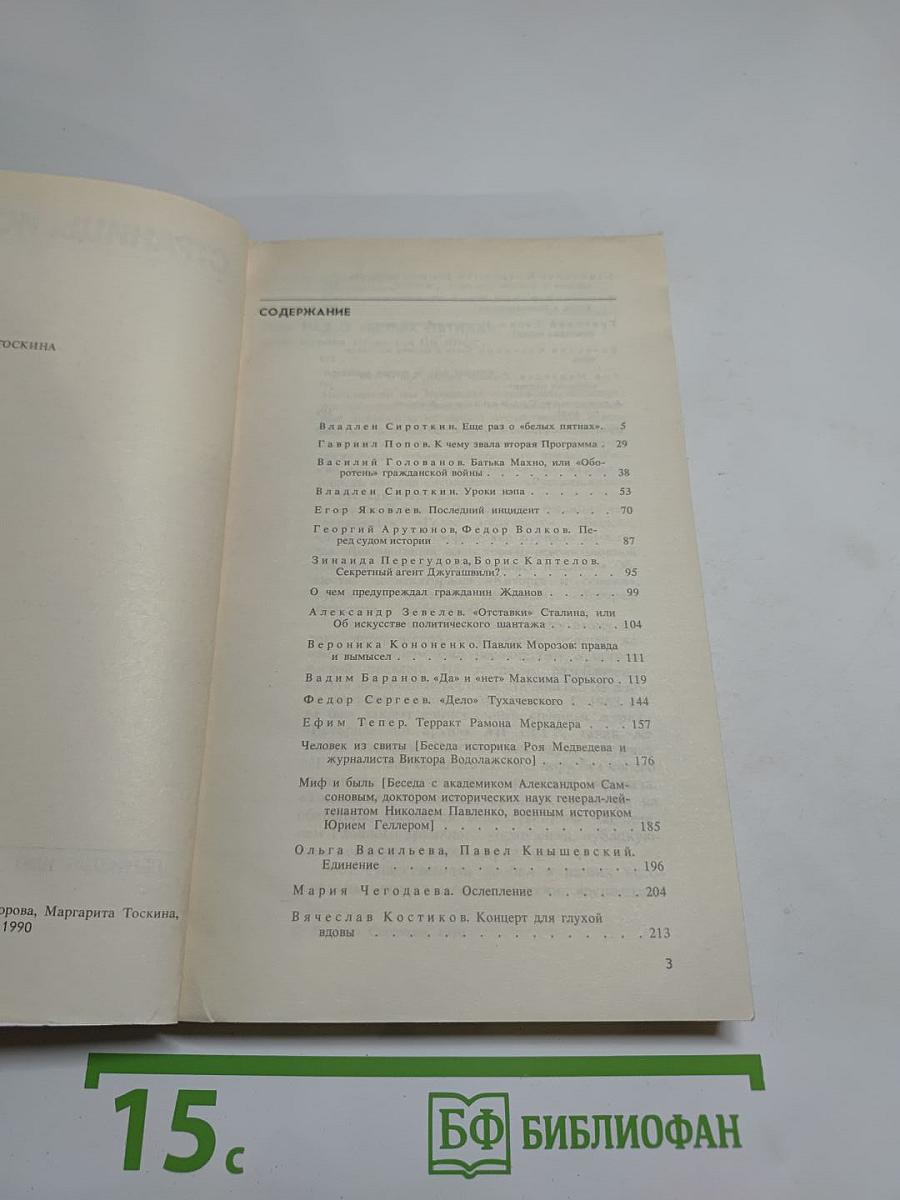 ТОСКИНА
орова, Маргарита Тоскина,
1990
СОДЕРЖАНИЕ
Владлен Сироткин. Еще раз о «белых пятнах». 5
Гавриил Попов. К чему звала вторая Программа . 29
Василий Голованов. Батька Махно, или «Обо-
ротень» гражданской войны . . . . . . . . . 38
Владлен Сироткин. Уроки нэпа . . . . . . 53
Егор Яковлев. Последний инцидент . . . . . 70
Георгий Арутюнов, Федор Волков. Пе-
ред судом истории . . . . . . . . . . . 87
Зинаида Перегудова, Борис Каптелов.
Секретный агент Джугашвили? . . . . . . . . 95
О чем предупреждал гражданин Жданов . . . . . 99
Александр Зевелев. «Отставки» Сталина, или
Об искусстве политического шантажа . . . . . 104
Вероника Кононенко. Павлик Морозов: правда
и вымысел . . . . . . . . . . . . . . 111
Вадим Баранов. «Да» и «нет» Максима Горького . 119
Федор Сергеев. «Дело» Тухачевского . . . . 144
Ефим Тепер. Терракт Рамона Меркадера . . . 157
Человек из свиты [Беседа историка Роя Медведева и
журналиста Виктора Водолажского] . . . . . . 176
Миф и быль [Беседа с академиком Александром Сам-
соновым, доктором исторических наук генерал-лей-
тенантом Николаем Павленко, военным историком
Юрием Геллером] . . . . . . . . . . . . 185
Ольга Васильева, Павел Кнышевский.
Единение . . . . . . . . . . . . . . . 196
Мария Чегодаева. Ослепление . . . . . . 204
Вячеслав Костиков. Концерт для глухой
вдовы . . . . . . . . . . . . . . . . 213
3
15 с
БФ БИБЛИОФАН